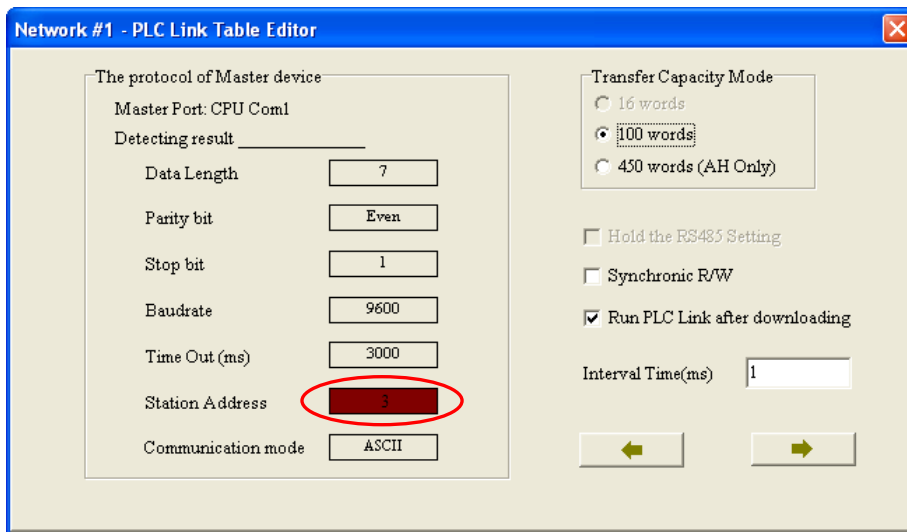 Network #1 - PLC Link Table Editor
The protocol of Master device
Master Port: CPU Com1
Detecting result
Data Length 7
Parity bit Even
Stop bit 1
Baudrate 9600
Time Out (ms) 3000
Station Address 3
Communication mode ASCII
Transfer Capacity Mode
16 words
100 words
450 words (AH Only)
Hold the RS485 Setting
Synchronic R/W
Run PLC Link after downloading
Interval Time(ms) 1